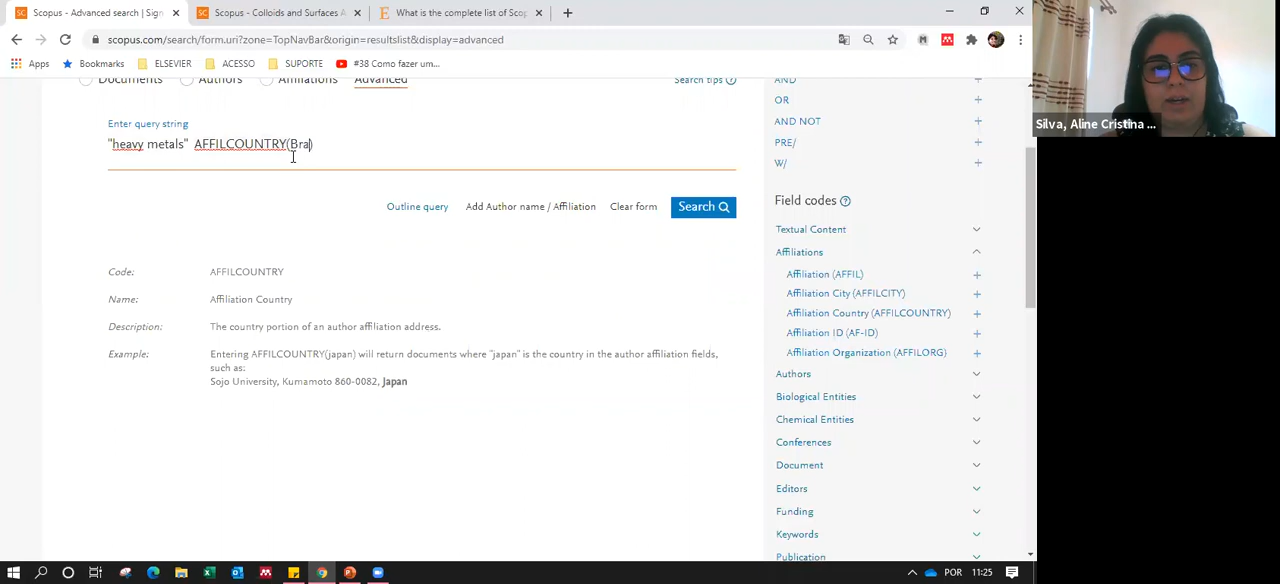 Scopus - Advanced search | Sign
Scopus - Colloids and Surfaces A
What is the complete list of Scop
scopus.com/search/form.uri?zone=TopNavBar&origin=resultslist&display=advanced
Apps
Bookmarks
ELSEVIER
ACESSO
SUPORTE
#38 Como fazer um...
Documents
Authors
Affiliations
Advanced
Search tips
Enter query string
"heavy metals" AFFILCOUNTRY(Bra)
Outline query
Add Author name / Affiliation
Clear form
Search
Code: AFFILCOUNTRY
Name: Affiliation Country
Description: The country portion of an author affiliation address.
Example: Entering AFFILCOUNTRY(japan) will return documents where "japan" is the country in the author affiliation fields,
such as:
Sojo University, Kumamoto 860-0082, Japan
AND
OR
AND NOT
PRE/
W/
Field codes
Textual Content
Affiliations
Affiliation (AFFIL)
Affiliation City (AFFILCITY)
Affiliation Country (AFFILCOUNTRY)
Affiliation ID (AF-ID)
Affiliation Organization (AFFILORG)
Authors
Biological Entities
Chemical Entities
Conferences
Document
Editors
Funding
Keywords
Publication
Silva, Aline Cristina ...
POR
11:25